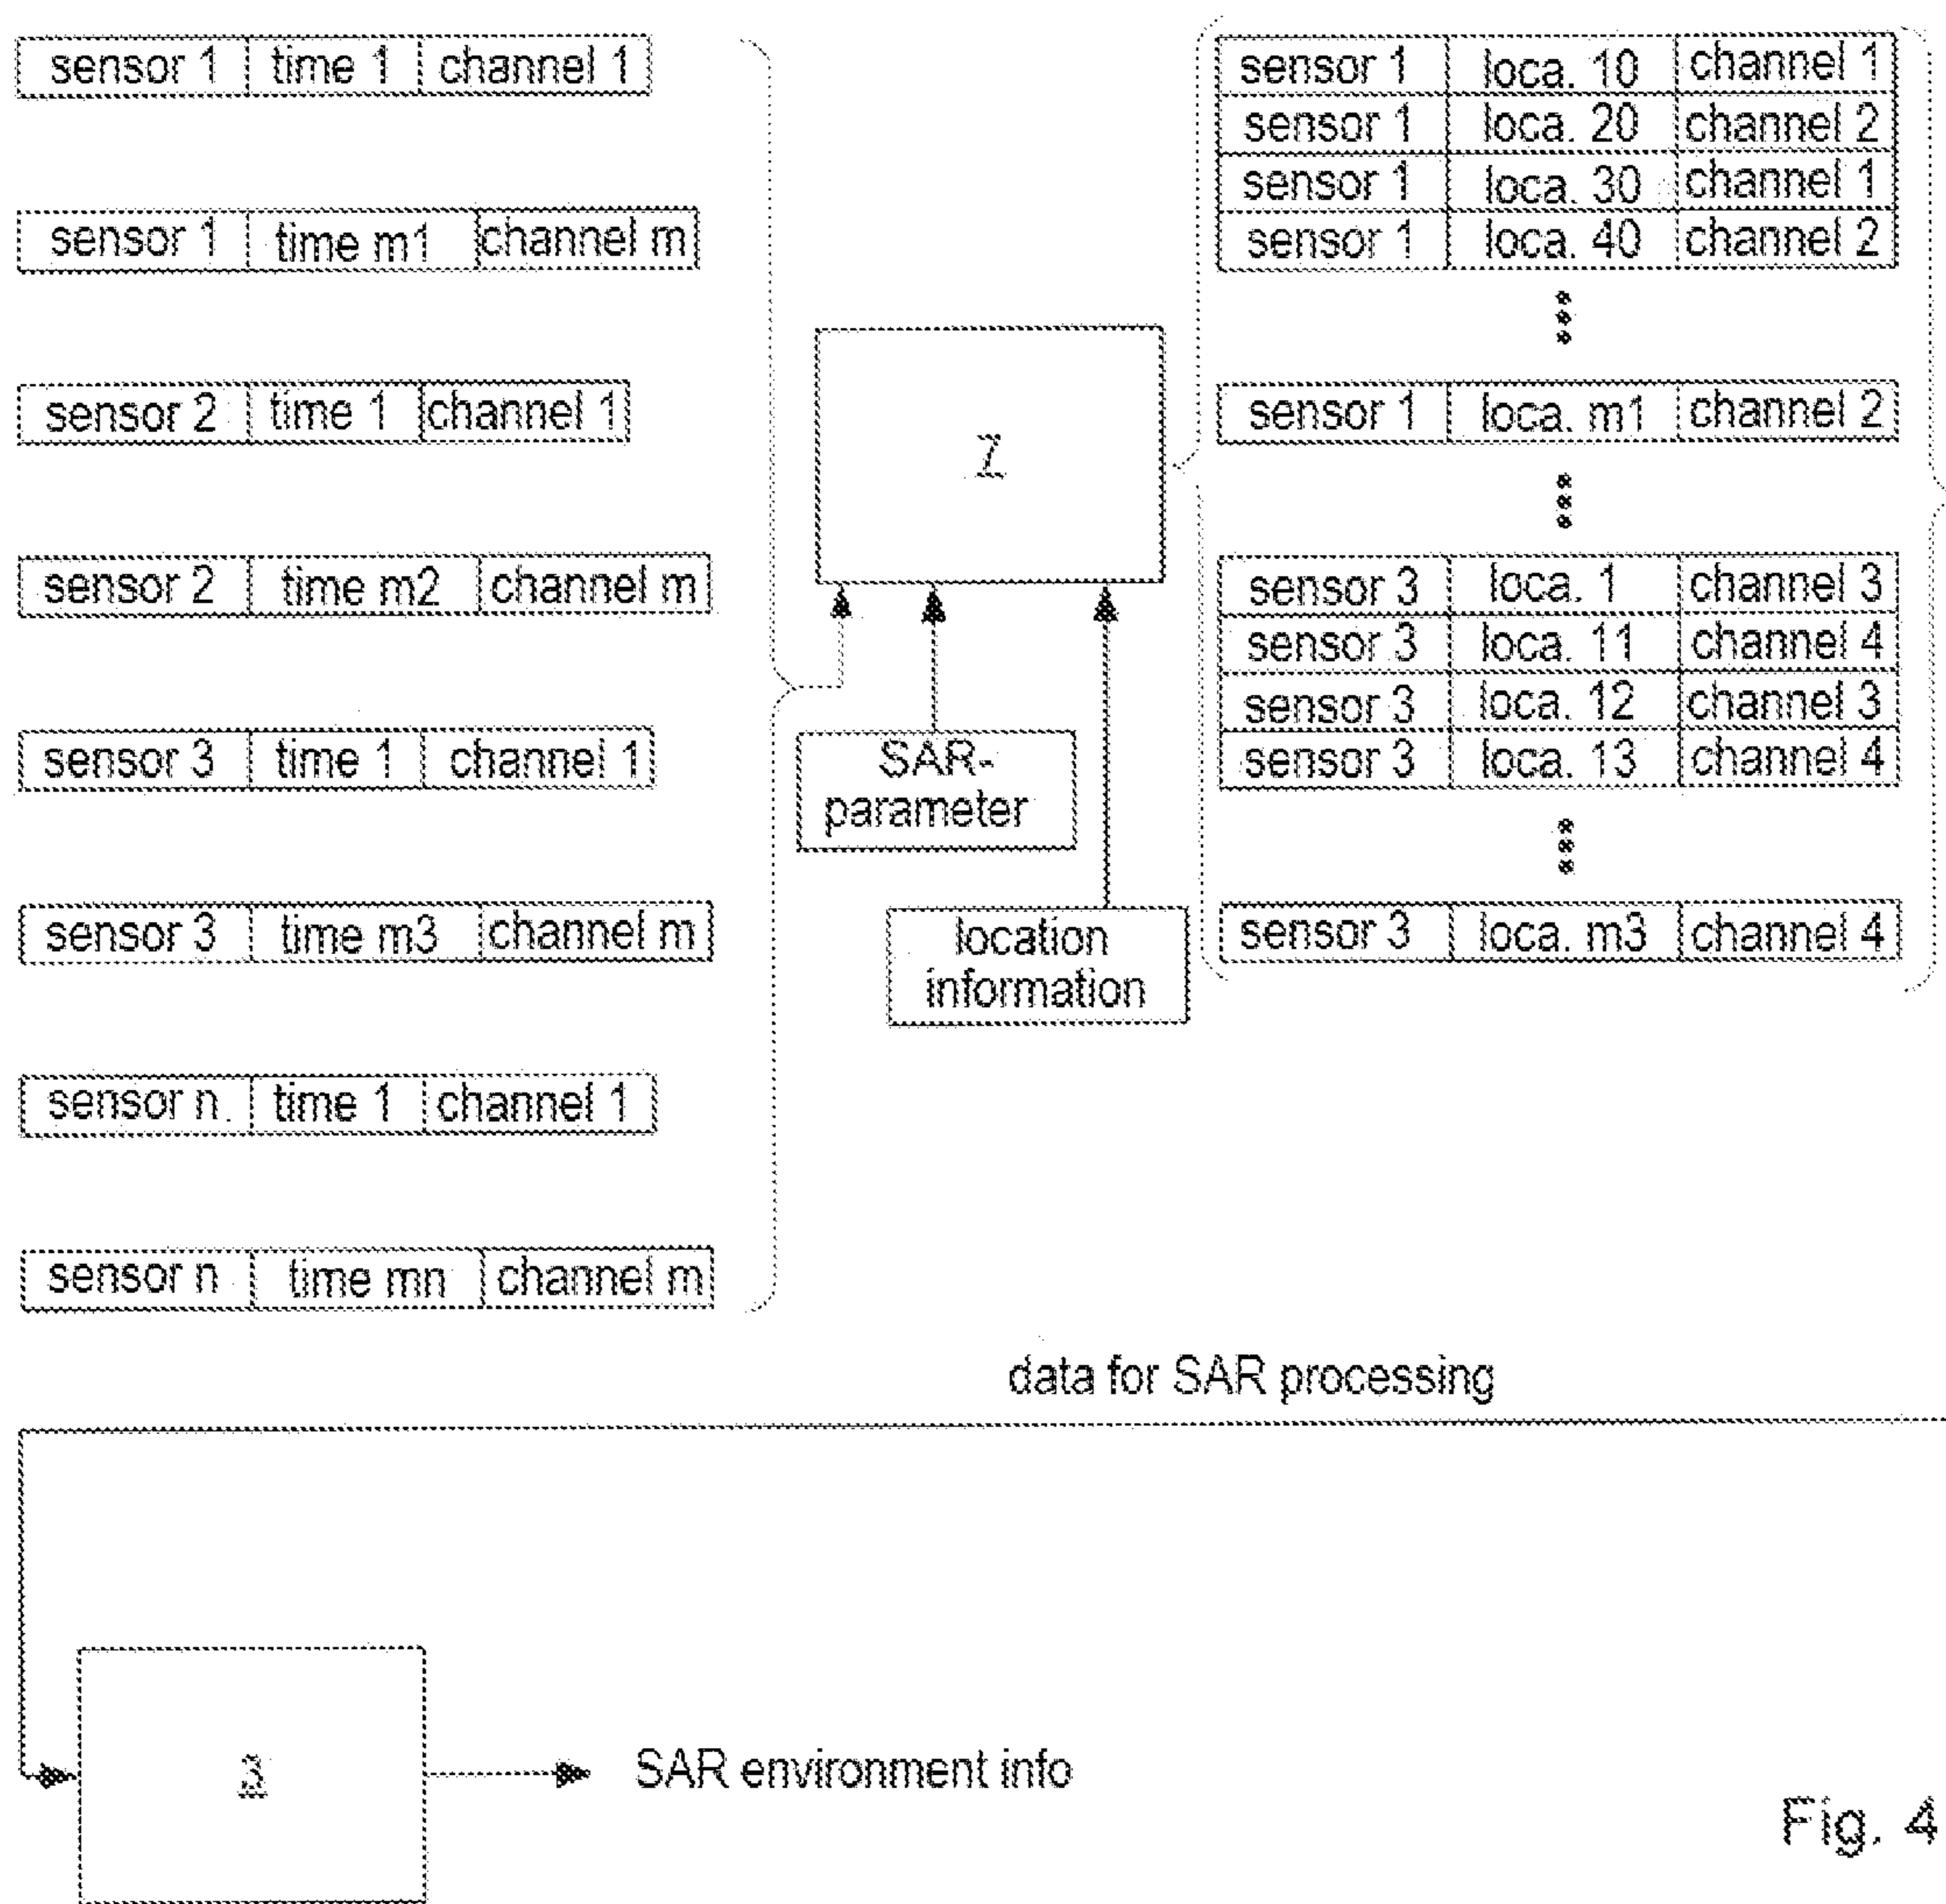 sensor 1 time 1 channel 1
sensor 1 time m1 channel m
sensor 2 time 1 channel 1
sensor 2 time m2 channel m
sensor 3 time 1 channel 1
sensor 3 time m3 channel m
sensor n. time 1 channel 1
sensor n time mn channel m
7
SAR-
parameter
location
information
sensor 1 loca. 10 channel 1
sensor 1 loca. 20 channel 2
sensor 1 loca. 30 channel 1
sensor 1 loca. 40 channel 2
sensor 1 loca. m1 channel 2
sensor 3 loca. 1 channel 3
sensor 3 loca. 11 channel 4
sensor 3 loca. 12 channel 3
sensor 3 loca. 13 channel 4
sensor 3 loca. m3 channel 4
data for SAR processing
3
SAR environment info
Fig. 4